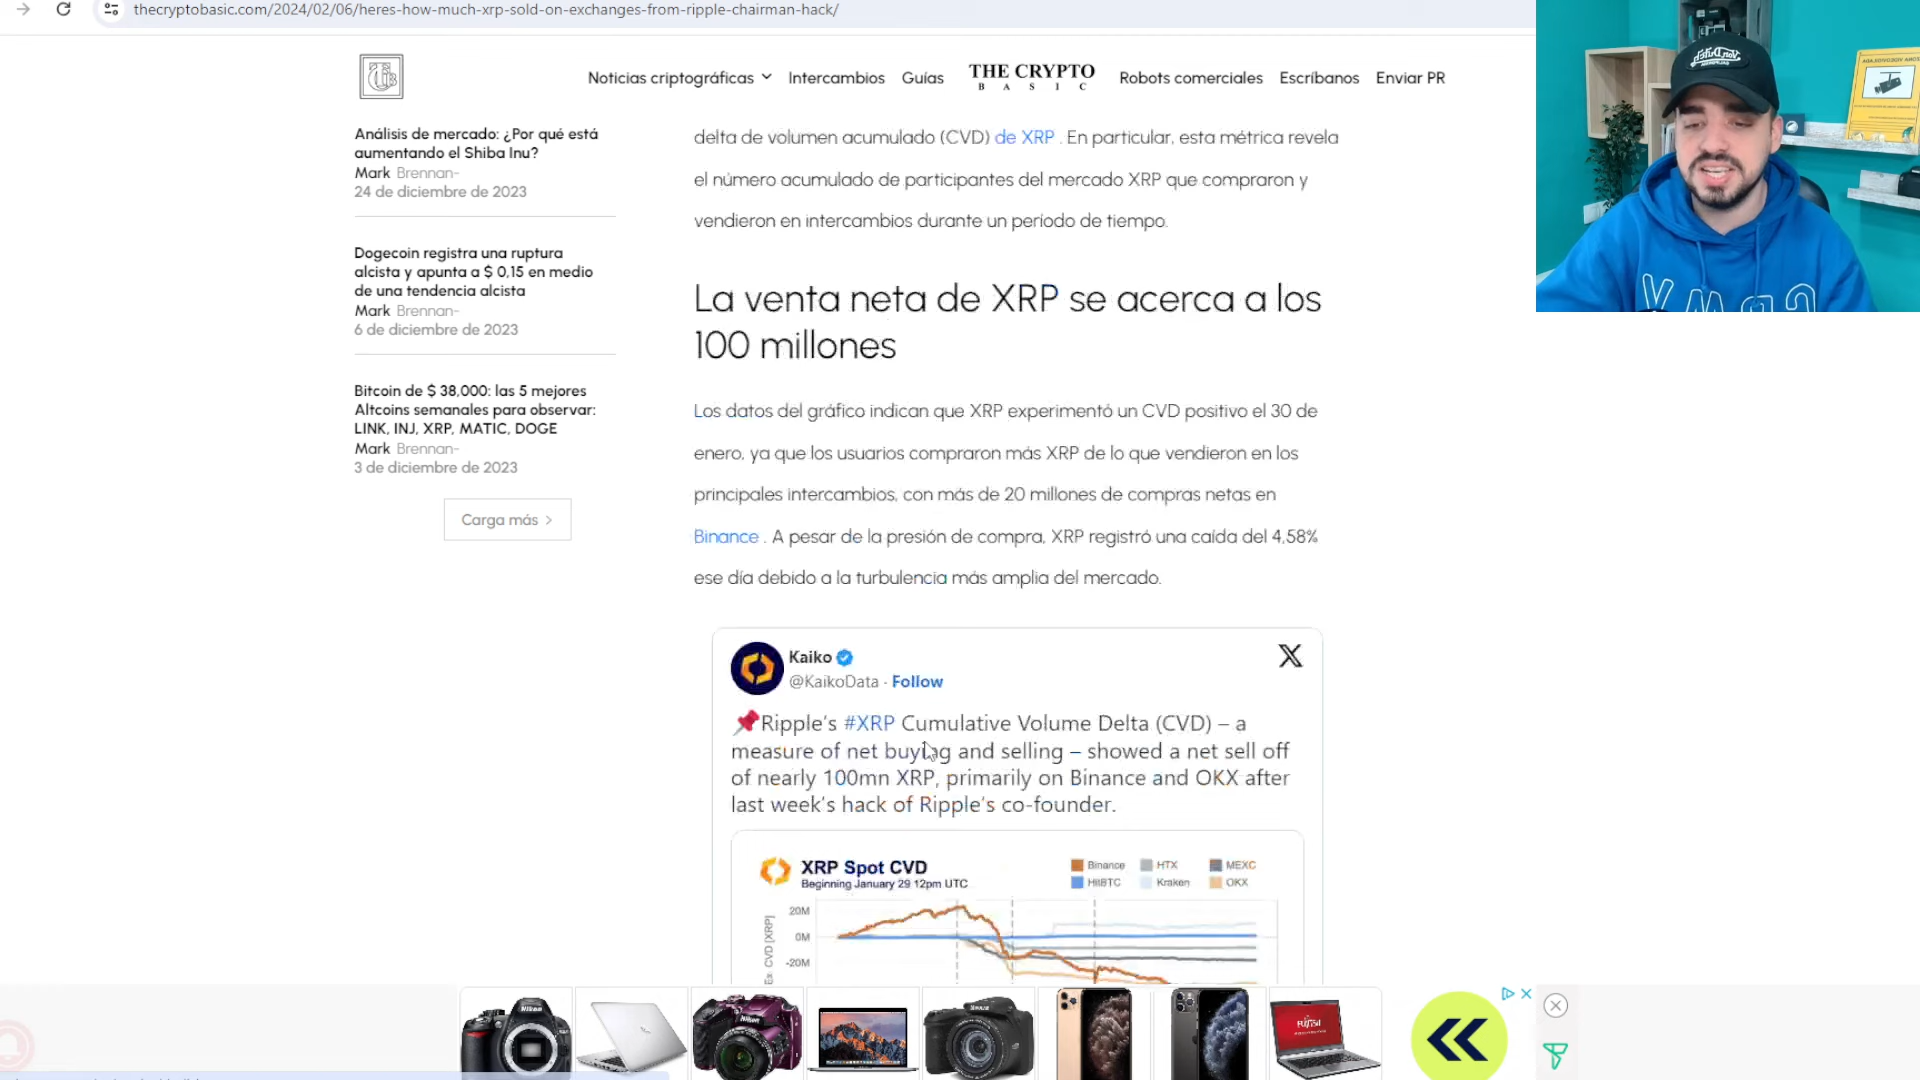 thecryptobasic.com/2024/02/06/heres-how-much-xrp-sold-on-exchanges-from-ripple-chairman-hack/
Noticias criptográficas
Intercambios
Guías
THE CRYPTO
BASIC
Robots comerciales
Escríbanos
Enviar PR
Análisis de mercado: ¿Por qué está
aumentando el Shiba Inu?
Mark Brennan-
24 de diciembre de 2023
Dogecoin registra una ruptura
alcista y apunta a $ 0,15 en medio
de una tendencia alcista
Mark Brennan-
6 de diciembre de 2023
Bitcoin de $ 38,000: las 5 mejores
Altcoins semanales para observar:
LINK, INJ, XRP, MATIC, DOGE
Mark Brennan-
3 de diciembre de 2023
Carga más
delta de volumen acumulado (CVD) de XRP . En particular, esta métrica revela
el número acumulado de participantes del mercado XRP que compraron y
vendieron en intercambios durante un período de tiempo.
La venta neta de XRP se acerca a los
100 millones
Los datos del gráfico indican que XRP experimentó un CVD positivo el 30 de
enero, ya que los usuarios compraron más XRP de lo que vendieron en los
principales intercambios, con más de 20 millones de compras netas en
Binance . A pesar de la presión de compra, XRP registró una caída del 4,58%
ese día debido a la turbulencia más amplia del mercado.
Kaiko
@KaikoData · Follow
Ripple's #XRP Cumulative Volume Delta (CVD) – a
measure of net buying and selling – showed a net sell off
of nearly 100mn XRP, primarily on Binance and OKX after
last week's hack of Ripple's co-founder.
XRP Spot CVD
Beginning January 29 12pm UTC
Binance HTX MEXC
HitBTC Kraken OKX
20M
0M
-20M
CVD [XRP]
Nikon
FUJITSU